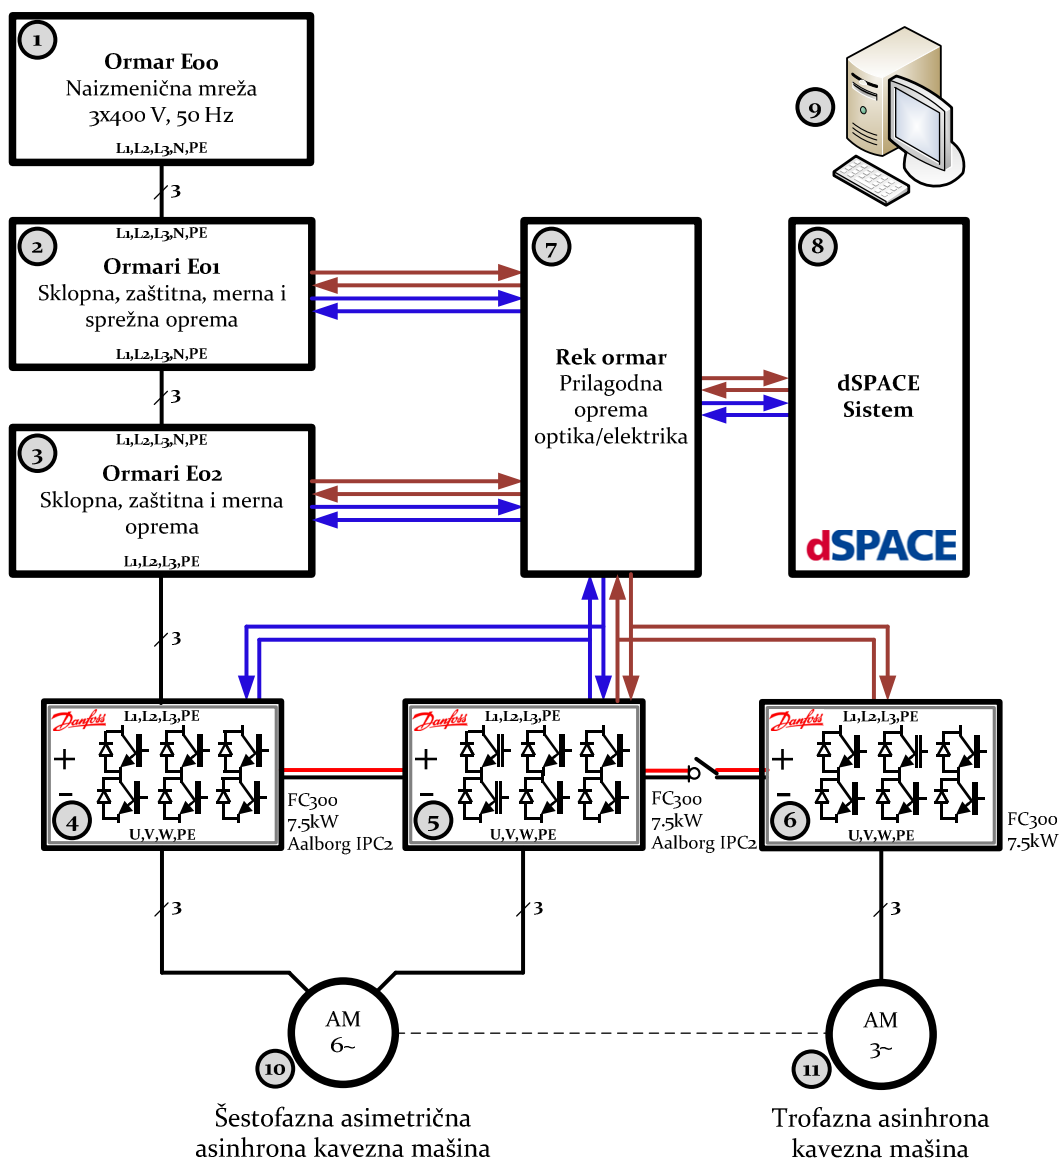 1
Ormar E00
Naizmenična mreža
3x400 V, 50 Hz
L1,L2,L3,N,PE
3
2
L1,L2,L3,N,PE
Ormari E01
Sklopna, zaštitna, merna i
sprežna oprema
L1,L2,L3,N,PE
3
3
L1,L2,L3,N,PE
Ormari E02
Sklopna, zaštitna i merna
oprema
L1,L2,L3,PE
3
7
Rek ormar
Prilagodna
oprema
optika/elektrika
8
dSPACE
Sistem
dSPACE
9
Danfoss
L1,L2,L3,PE
+
-
4
U,V,W,PE
FC300
7.5kW
Aalborg IPC2
Danfoss
L1,L2,L3,PE
+
-
5
U,V,W,PE
FC300
7.5kW
Aalborg IPC2
Danfoss
L1,L2,L3,PE
+
-
6
U,V,W,PE
FC300
7.5kW
3
3
3
AM
6~
10
Šestofazna asimetrična
asinhrona kavezna mašina
AM
3~
11
Trofazna asinhrona
kavezna mašina